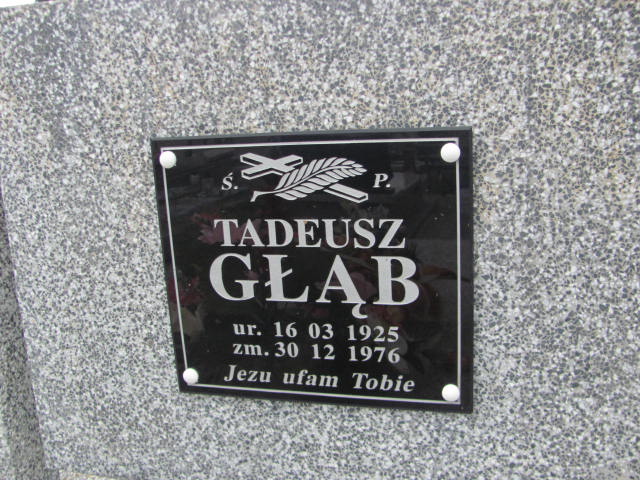 Ś. P.
TADEUSZ
GŁĄB
ur. 16 03 1925
zm. 30 12 1976
Jezu ufam Tobie